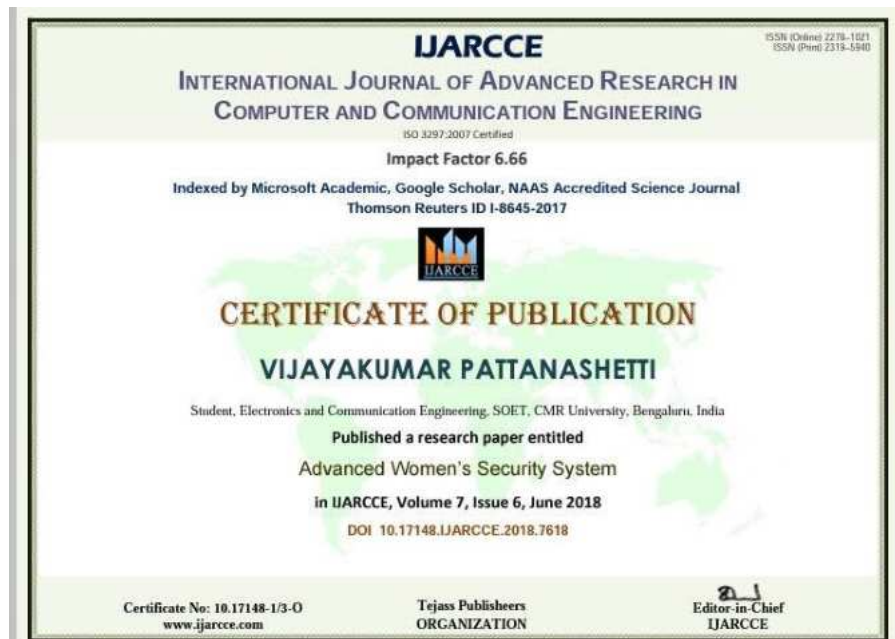 IJARCCE
ISSN (Online) 2278–1021
ISSN (Print) 2319–5940
INTERNATIONAL JOURNAL OF ADVANCED RESEARCH IN
COMPUTER AND COMMUNICATION ENGINEERING
ISO 3297:2007 Certified
Impact Factor 6.66
Indexed by Microsoft Academic, Google Scholar, NAAS Accredited Science Journal
Thomson Reuters ID I-8645-2017
IJARCCE
CERTIFICATE OF PUBLICATION
VIJAYAKUMAR PATTANASHETTI
Student, Electronics and Communication Engineering, SOET, CMR University, Bengaluru, India
Published a research paper entitled
Advanced Women's Security System
in IJARCCE, Volume 7, Issue 6, June 2018
DOI 10.17148.IJARCCE.2018.7618
Certificate No: 10.17148-1/3-O
www.ijarcce.com
Tejass Publisheers
ORGANIZATION
Editor-in-Chief
IJARCCE